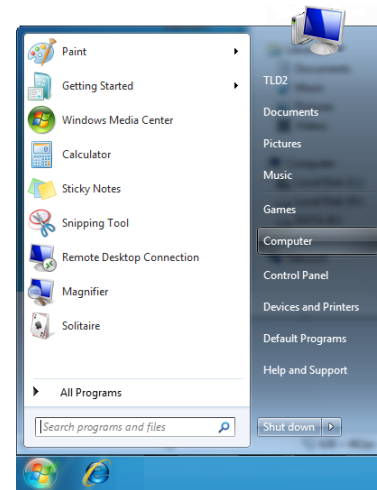 Paint
Getting Started
Windows Media Center
Calculator
Sticky Notes
Snipping Tool
Remote Desktop Connection
Magnifier
Solitaire
All Programs
Search programs and files
TLD2
Documents
Pictures
Music
Games
Computer
Control Panel
Devices and Printers
Default Programs
Help and Support
Shut down